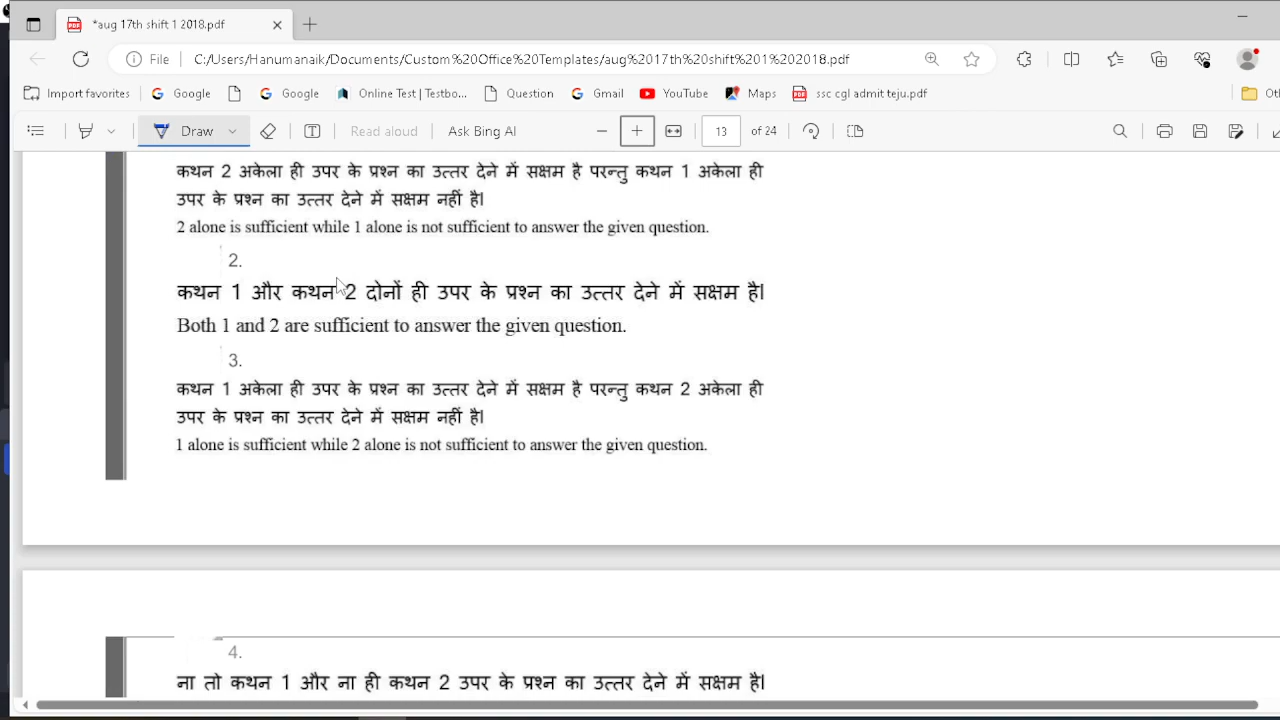 *aug 17th shift 1 2018.pdf
File
C:/Users/Hanumanaik/Documents/Custom%20Office%20Templates/aug%2017th%20shift%201%202018.pdf
Import favorites
Google
Google
Online Test | Testbo...
Question
Gmail
YouTube
Maps
ssc cgl admit teju.pdf
Draw
Read aloud
Ask Bing AI
13
of 24
कथन 2 अकेला ही उपर के प्रश्न का उत्तर देने में सक्षम है परन्तु कथन 1 अकेला ही
उपर के प्रश्न का उत्तर देने में सक्षम नहीं है।
2 alone is sufficient while 1 alone is not sufficient to answer the given question.
2.
कथन 1 और कथन 2 दोनों ही उपर के प्रश्न का उत्तर देने में सक्षम है।
Both 1 and 2 are sufficient to answer the given question.
3.
कथन 1 अकेला ही उपर के प्रश्न का उत्तर देने में सक्षम है परन्तु कथन 2 अकेला ही
उपर के प्रश्न का उत्तर देने में सक्षम नहीं है।
1 alone is sufficient while 2 alone is not sufficient to answer the given question.
4.
ना तो कथन 1 और ना ही कथन 2 उपर के प्रश्न का उत्तर देने में सक्षम है।